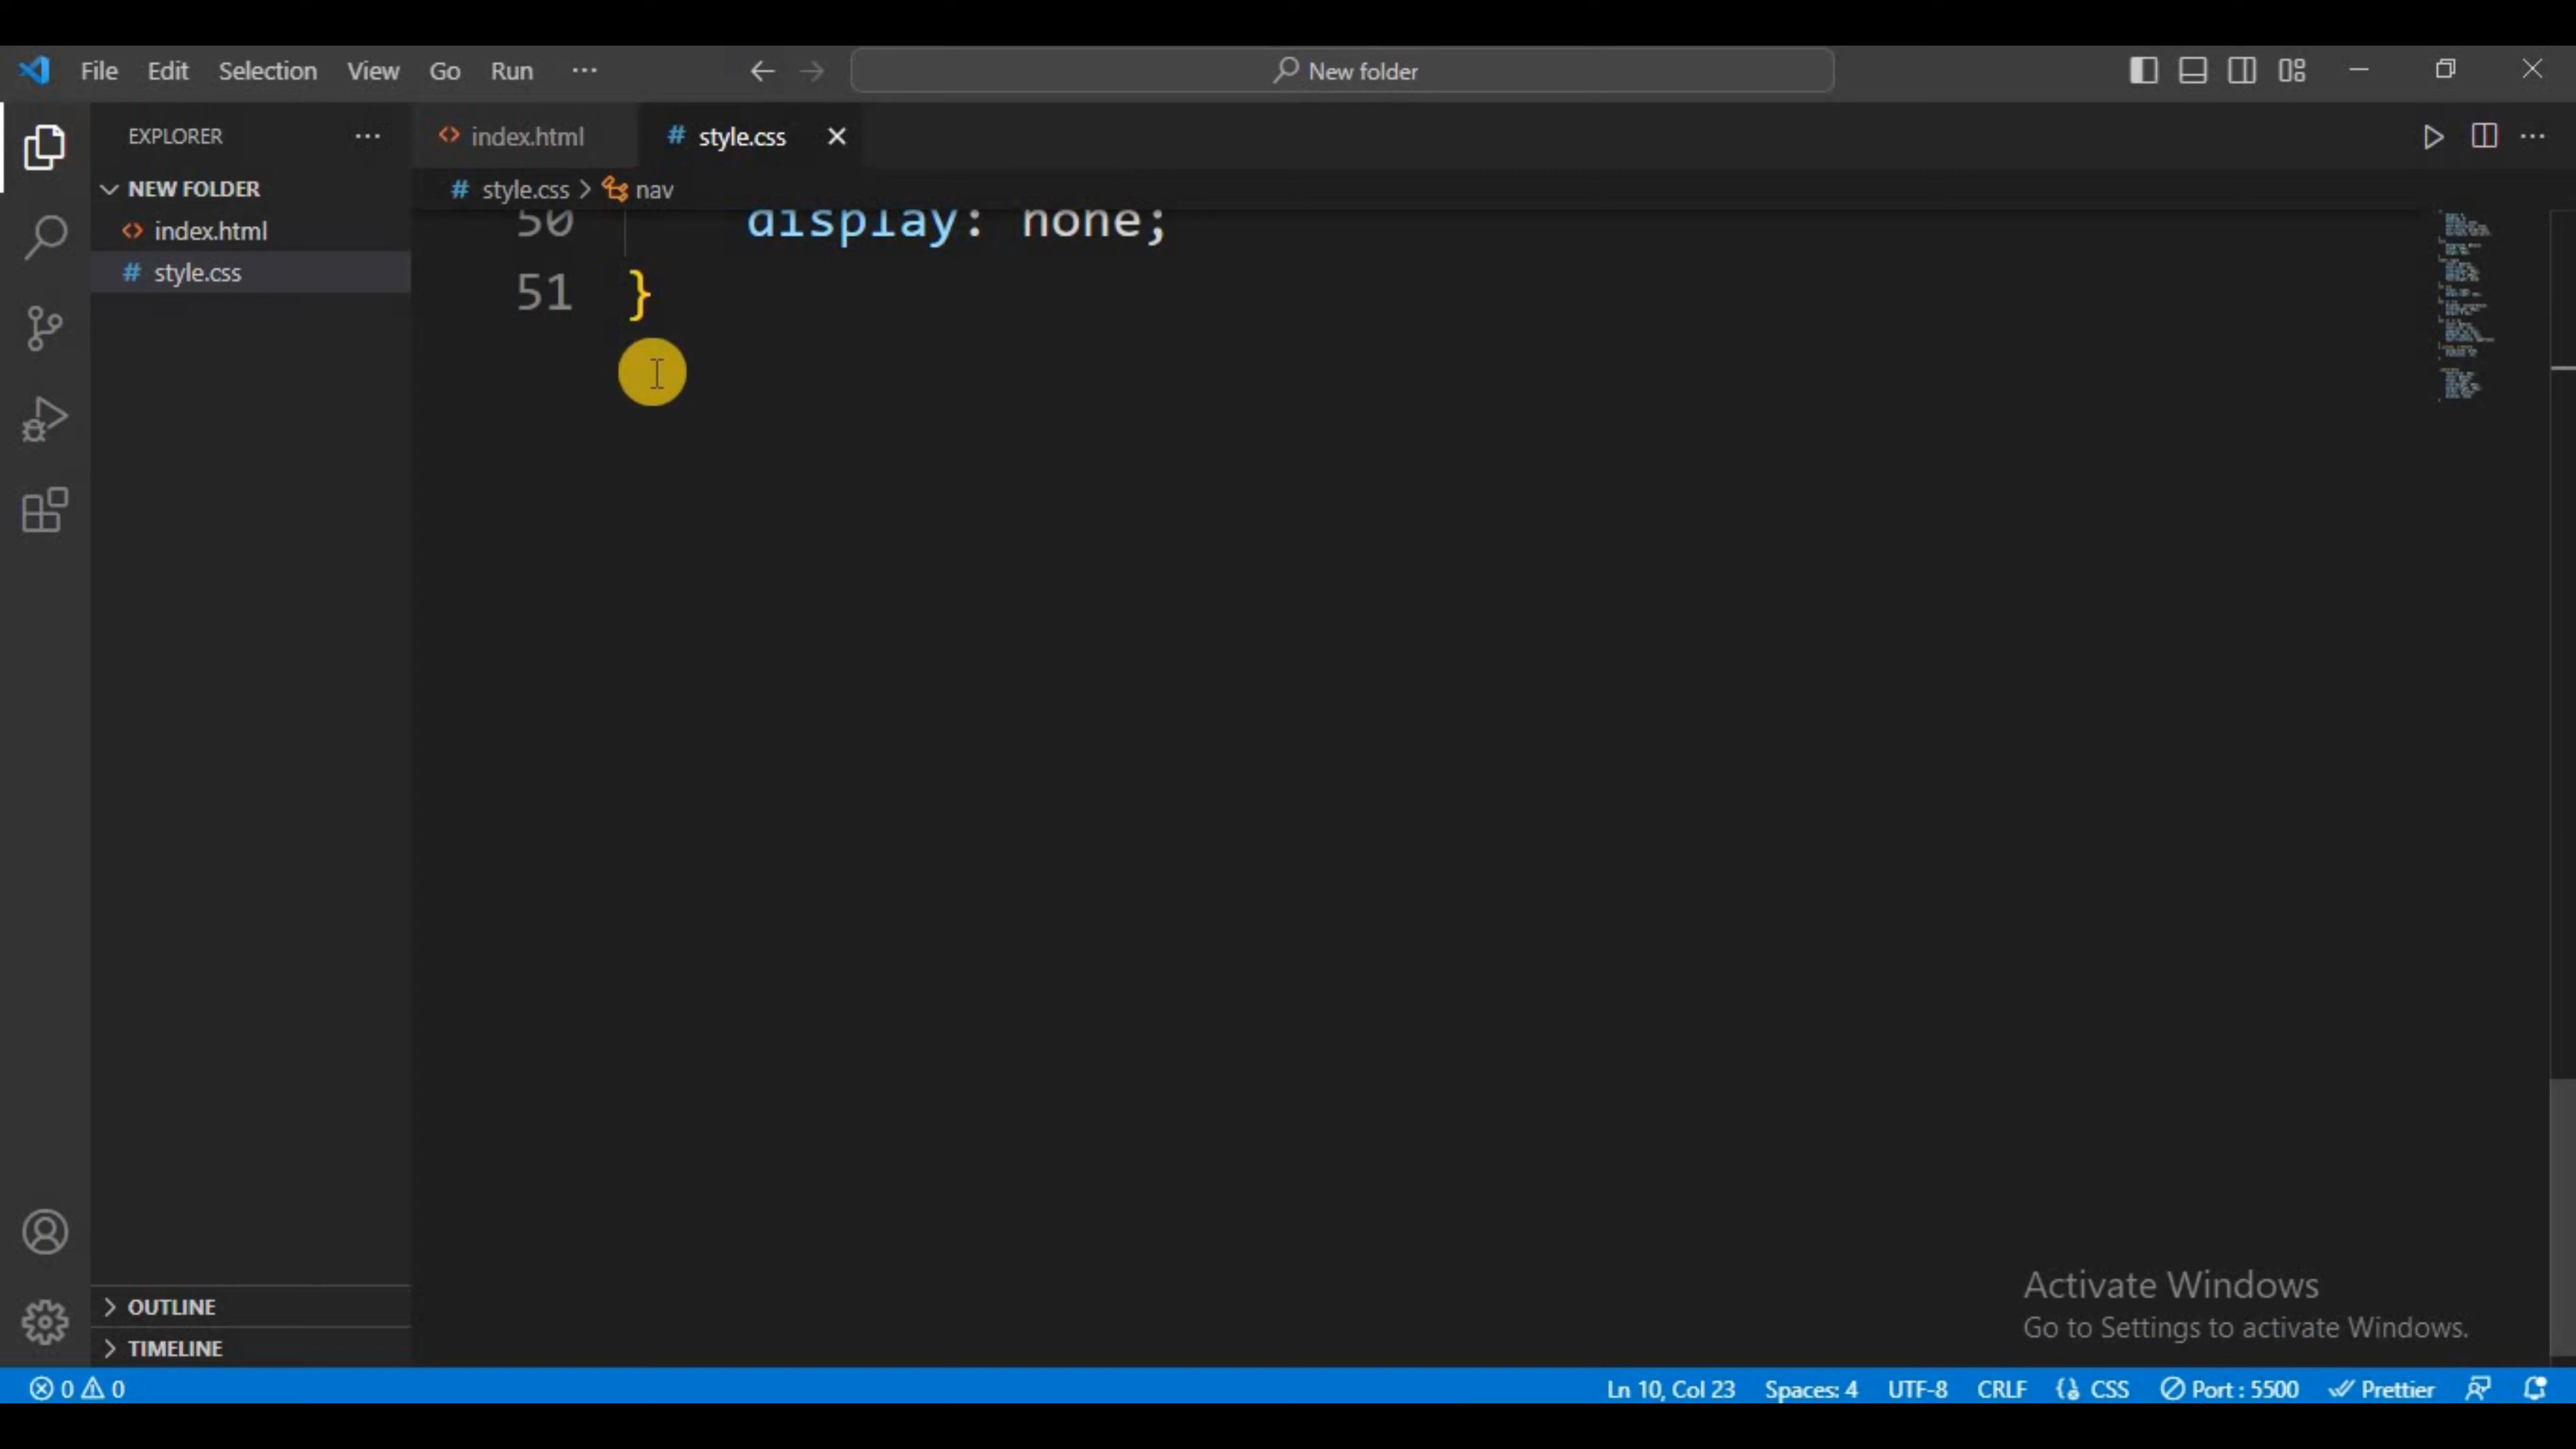 File Edit Selection View Go Run ··· New folder
EXPLORER ···
index.html
# style.css
NEW FOLDER
<> index.html
# style.css
# style.css > nav
50 display: none;
51 }
OUTLINE
TIMELINE
Activate Windows
Go to Settings to activate Windows.
0 0 Ln 10, Col 23 Spaces: 4 UTF-8 CRLF CSS Port : 5500 Prettier